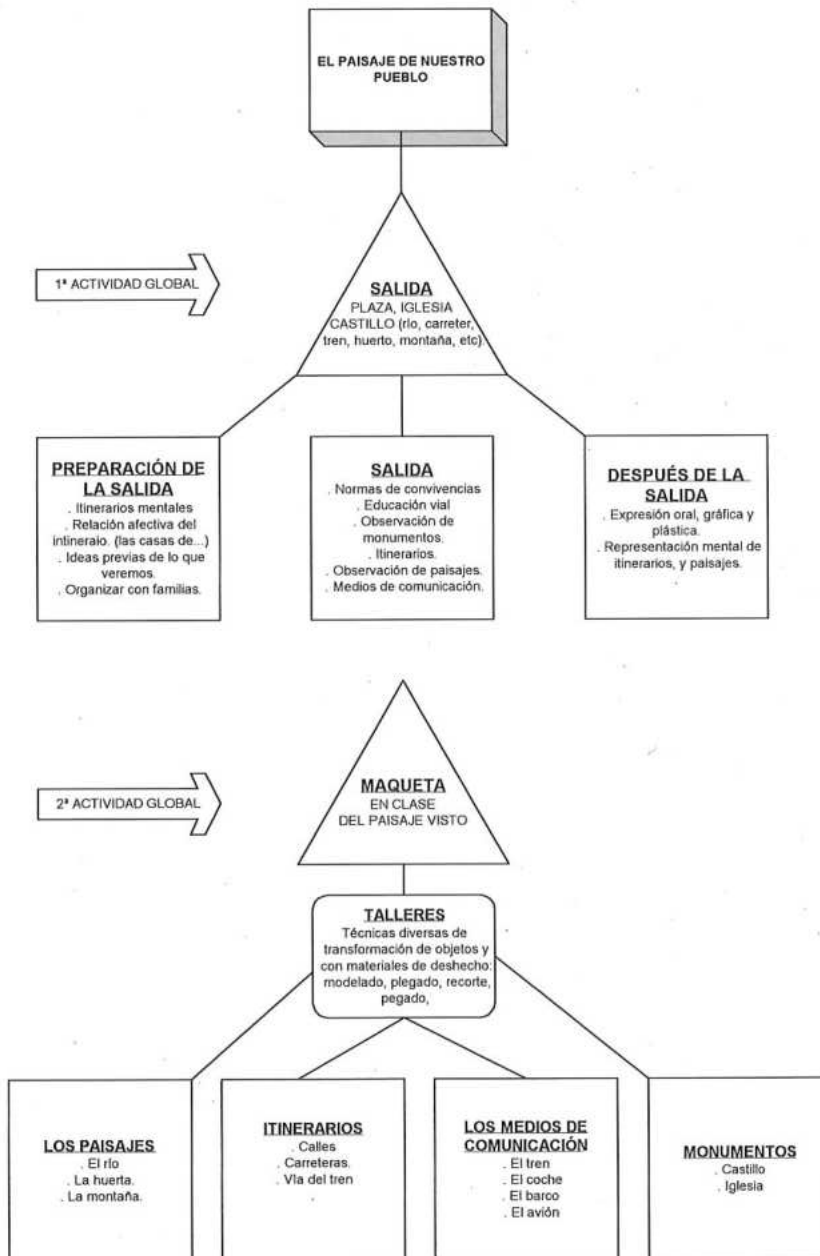 EL PAISAJE DE NUESTRO
PUEBLO
1ª ACTIVIDAD GLOBAL
SALIDA
PLAZA, IGLESIA
CASTILLO (río, carreter,
tren, huerto, montaña, etc).
PREPARACIÓN DE
LA SALIDA
. Itinerarios mentales
. Relación afectiva del
intineraio. (las casas de...)
. Ideas previas de lo que
veremos.
. Organizar con familias.
SALIDA
. Normas de convivencias
. Educación vial
. Observación de
monumentos.
. Itinerarios.
. Observación de paisajes.
. Medios de comunicación.
DESPUÉS DE LA
SALIDA
. Expresión oral, gráfica y
plástica.
. Representación mental de
itinerarios, y paisajes.
2ª ACTIVIDAD GLOBAL
MAQUETA
EN CLASE
DEL PAISAJE VISTO
TALLERES
Técnicas diversas de
transformación de objetos y
con materiales de deshecho:
modelado, plegado, recorte,
pegado,
LOS PAISAJES
. El río
. La huerta.
. La montaña.
ITINERARIOS
. Calles
. Carreteras.
. Vía del tren
LOS MEDIOS DE
COMUNICACIÓN
. El tren
. El coche
. El barco
. El avión
MONUMENTOS
. Castillo
. Iglesia